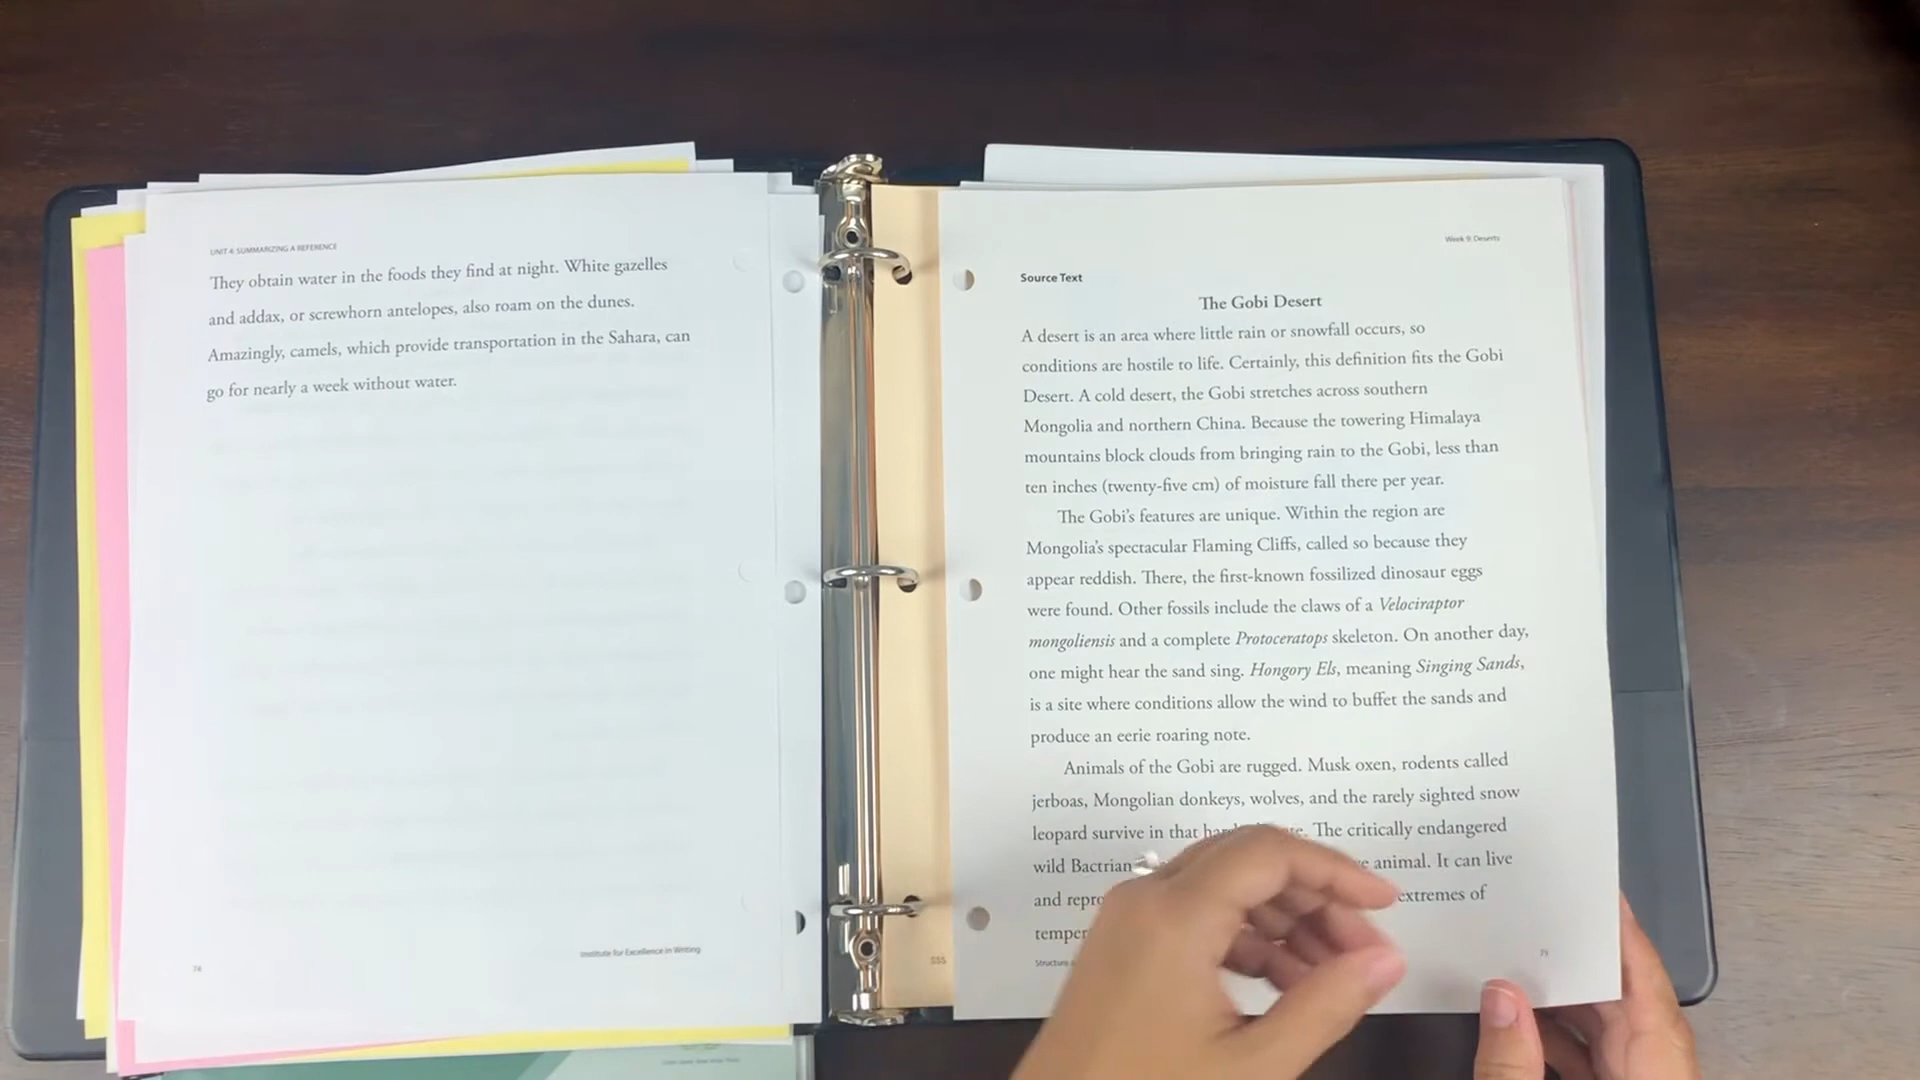 UNIT 4: SUMMARIZING A REFERENCE
They obtain water in the foods they find at night. White gazelles
and addax, or screwhorn antelopes, also roam on the dunes.
Amazingly, camels, which provide transportation in the Sahara, can
go for nearly a week without water.
Institute for Excellence in Writing
74
Week 9: Deserts
Source Text
The Gobi Desert
A desert is an area where little rain or snowfall occurs, so
conditions are hostile to life. Certainly, this definition fits the Gobi
Desert. A cold desert, the Gobi stretches across southern
Mongolia and northern China. Because the towering Himalaya
mountains block clouds from bringing rain to the Gobi, less than
ten inches (twenty-five cm) of moisture fall there per year.
The Gobi's features are unique. Within the region are
Mongolia's spectacular Flaming Cliffs, called so because they
appear reddish. There, the first-known fossilized dinosaur eggs
were found. Other fossils include the claws of a Velociraptor
mongoliensis and a complete Protoceratops skeleton. On another day,
one might hear the sand sing. Hongory Els, meaning Singing Sands,
is a site where conditions allow the wind to buffet the sands and
produce an eerie roaring note.
Animals of the Gobi are rugged. Musk oxen, rodents called
jerboas, Mongolian donkeys, wolves, and the rarely sighted snow
leopard survive in that The critically endangered
wild Bactrian animal. It can live
and extremes of
Structure
75